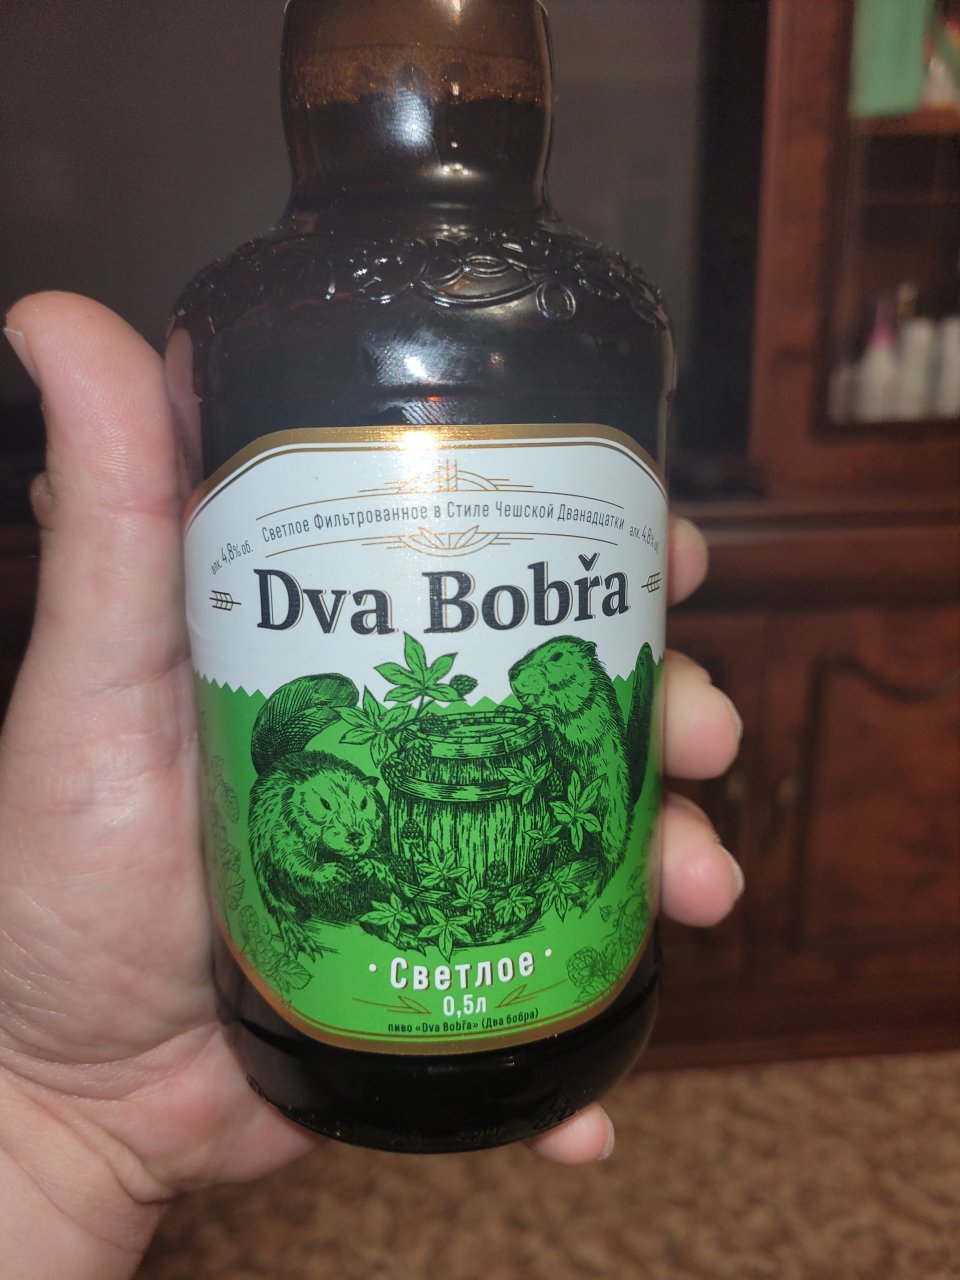 Светлое Фильтрованное в Стиле Чешской Дванадцатки
алк. 4,8% об.
алк. 4,8% об.
Dva Bobřa
• Светлое •
0,5л
пиво «Dva Bobřa» (Два бобра)